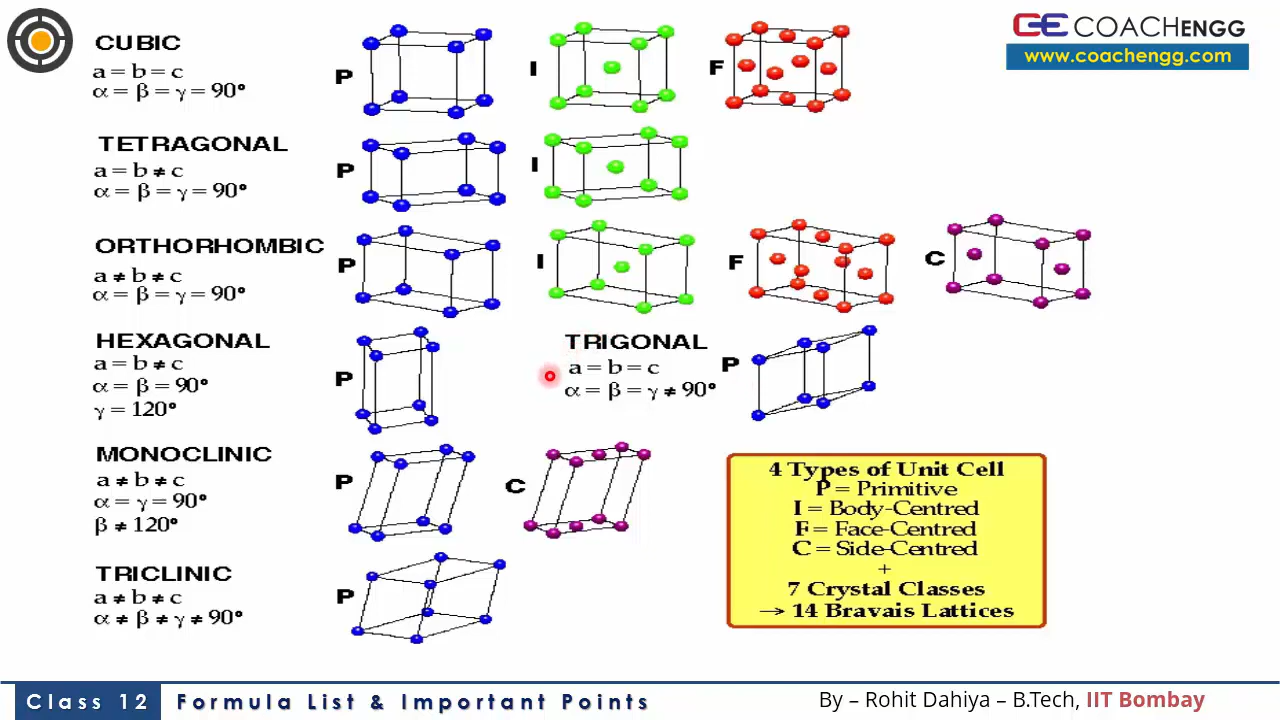 CUBIC
a = b = c
α = β = γ = 90°
P
I
F
CE COACHENGG
www.coachengg.com
TETRAGONAL
a = b ≠ c
α = β = γ = 90°
P
I
ORTHORHOMBIC
a ≠ b ≠ c
α = β = γ = 90°
P
I
F
C
HEXAGONAL
a = b ≠ c
α = β = 90°
γ = 120°
P
TRIGONAL
a = b = c
α = β = γ ≠ 90°
P
MONOCLINIC
a ≠ b ≠ c
α = γ = 90°
β ≠ 120°
P
C
4 Types of Unit Cell
P = Primitive
I = Body-Centred
F = Face-Centred
C = Side-Centred
+
7 Crystal Classes
→ 14 Bravais Lattices
TRICLINIC
a ≠ b ≠ c
α ≠ β ≠ γ ≠ 90°
P
Class 12 Formula List & Important Points
By – Rohit Dahiya – B.Tech, IIT Bombay